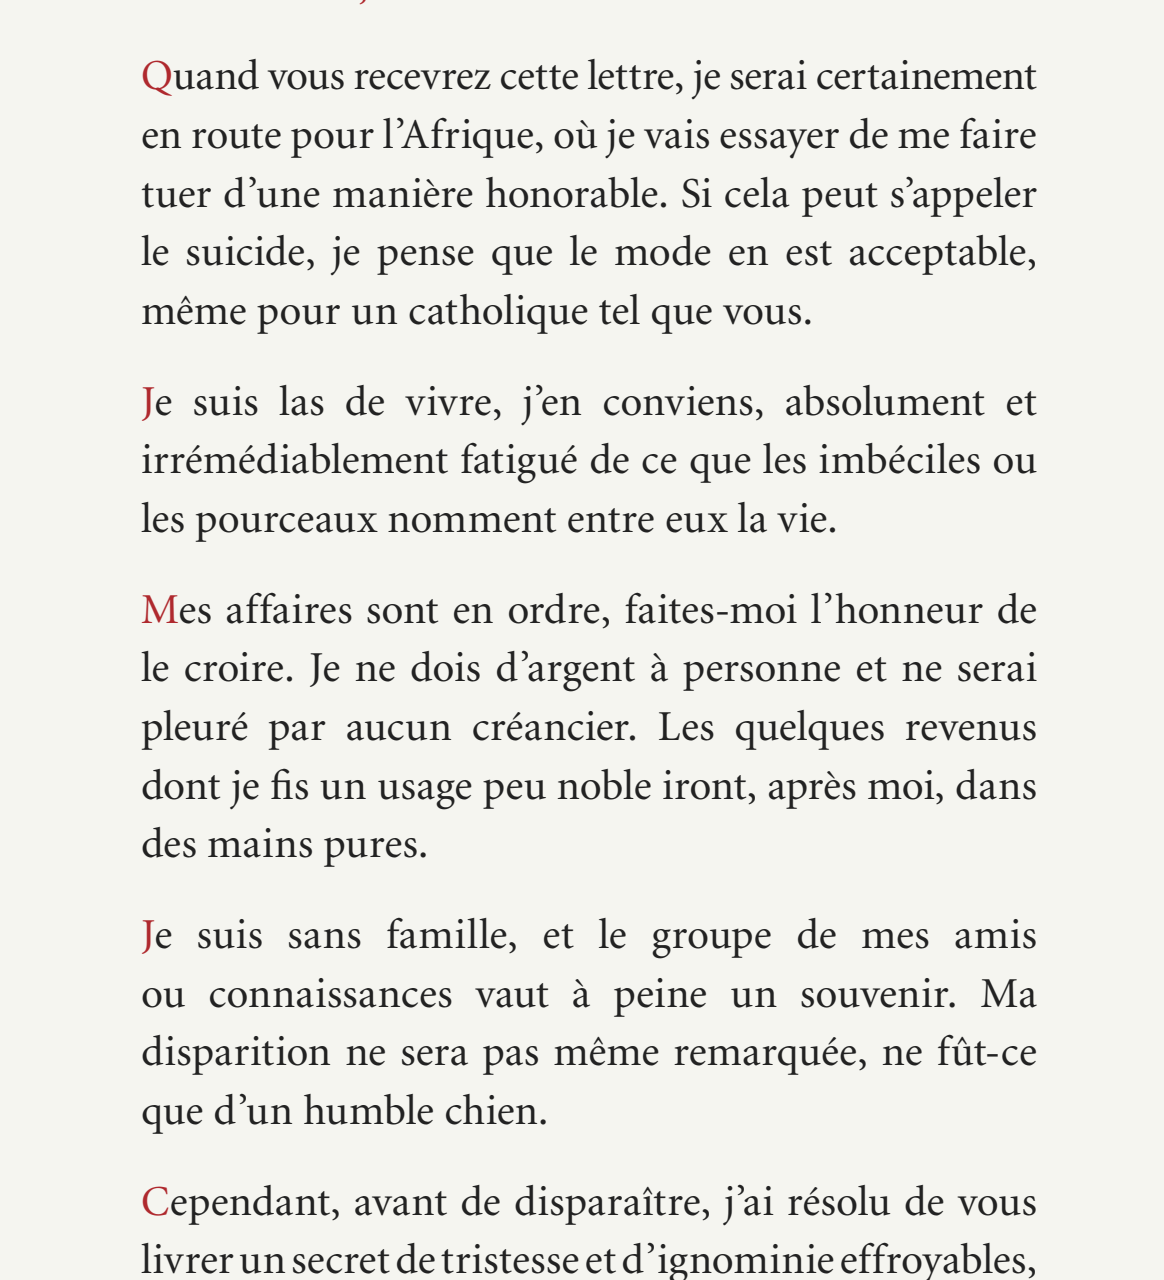 Quand vous recevrez cette lettre, je serai certainement
en route pour l’Afrique, où je vais essayer de me faire
tuer d’une manière honorable. Si cela peut s’appeler
le suicide, je pense que le mode en est acceptable,
même pour un catholique tel que vous.
Je suis las de vivre, j’en conviens, absolument et
irrémédiablement fatigué de ce que les imbéciles ou
les pourceaux nomment entre eux la vie.
Mes affaires sont en ordre, faites-moi l’honneur de
le croire. Je ne dois d’argent à personne et ne serai
pleuré par aucun créancier. Les quelques revenus
dont je fis un usage peu noble iront, après moi, dans
des mains pures.
Je suis sans famille, et le groupe de mes amis
ou connaissances vaut à peine un souvenir. Ma
disparition ne sera pas même remarquée, ne fût-ce
que d’un humble chien.
Cependant, avant de disparaître, j’ai résolu de vous
livrer un secret de tristesse et d’ignominie effroyables,